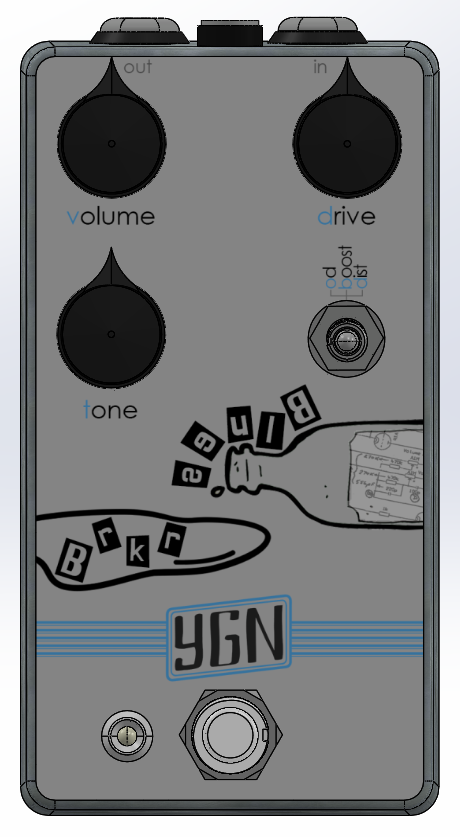 out
in
volume
drive
od
boost
dist
tone
Blues
Brkr
YGN